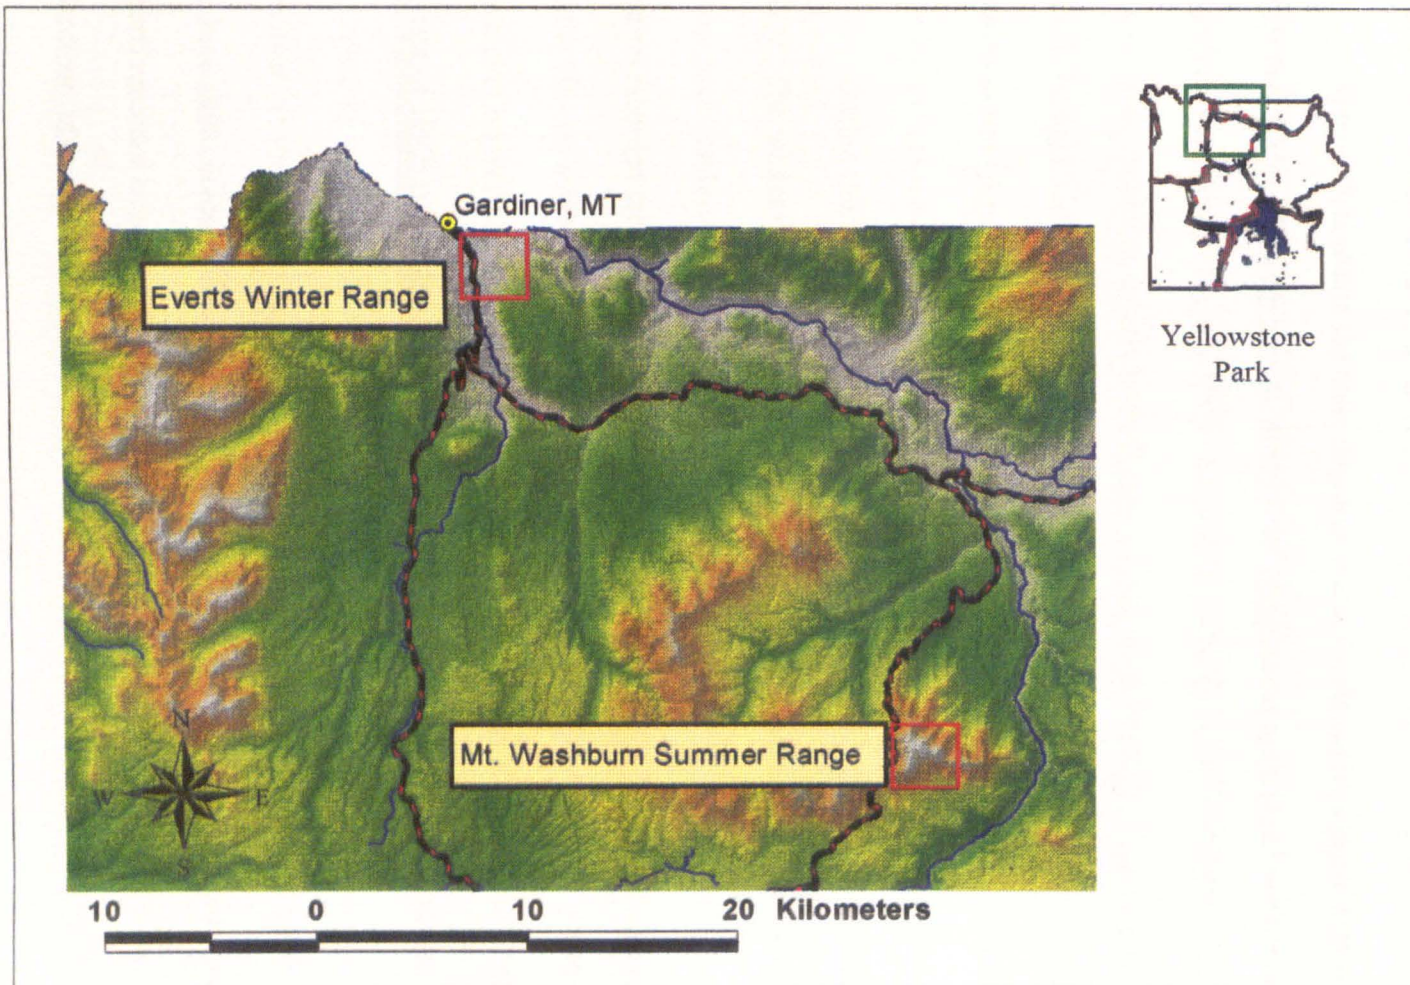 Gardiner, MT
Everts Winter Range
Yellowstone
Park
Mt. Washburn Summer Range
N
W E
S
10 0 10 20 Kilometers